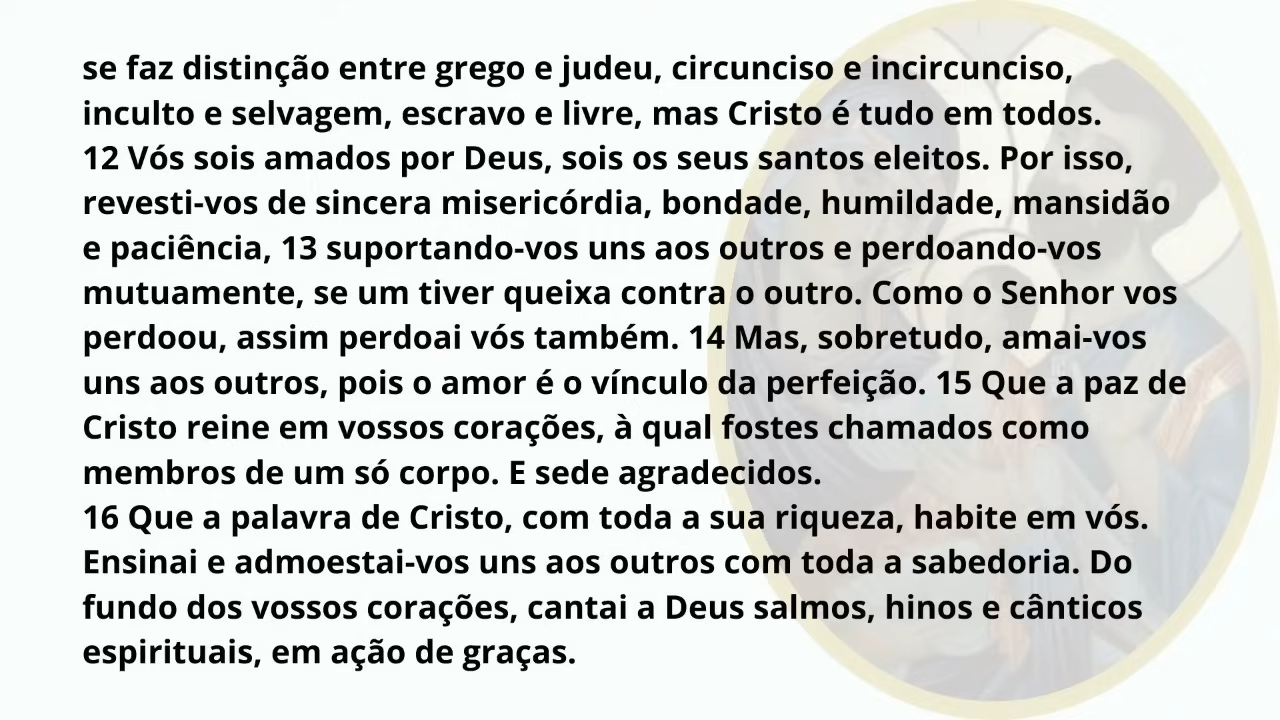 se faz distinção entre grego e judeu, circunciso e incircunciso,
inculto e selvagem, escravo e livre, mas Cristo é tudo em todos.
12 Vós sois amados por Deus, sois os seus santos eleitos. Por isso,
revesti-vos de sincera misericórdia, bondade, humildade, mansidão
e paciência, 13 suportando-vos uns aos outros e perdoando-vos
mutuamente, se um tiver queixa contra o outro. Como o Senhor vos
perdoou, assim perdoai vós também. 14 Mas, sobretudo, amai-vos
uns aos outros, pois o amor é o vínculo da perfeição. 15 Que a paz de
Cristo reine em vossos corações, à qual fostes chamados como
membros de um só corpo. E sede agradecidos.
16 Que a palavra de Cristo, com toda a sua riqueza, habite em vós.
Ensinai e admoestai-vos uns aos outros com toda a sabedoria. Do
fundo dos vossos corações, cantai a Deus salmos, hinos e cânticos
espirituais, em ação de graças.